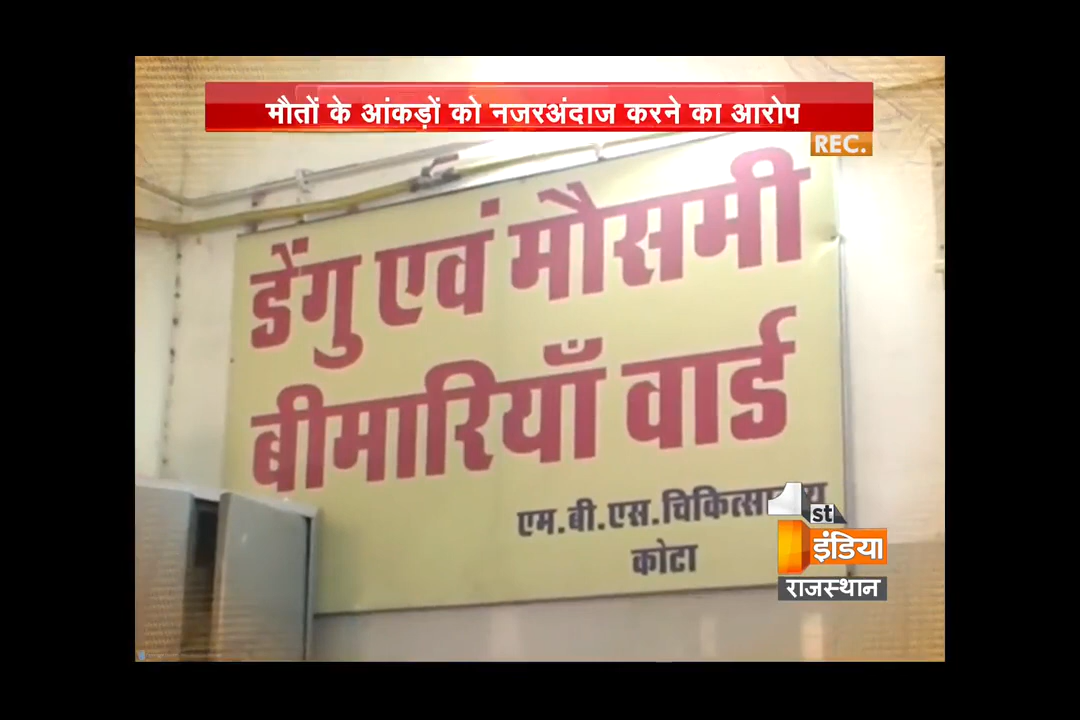 मौतों के आंकड़ों को नजरअंदाज करने का आरोप
REC.
डेंगु एवं मौसमी
बीमारियाँ वार्ड
एम.बी.एस.
कोटा
1st
इंडिया
राजस्थान